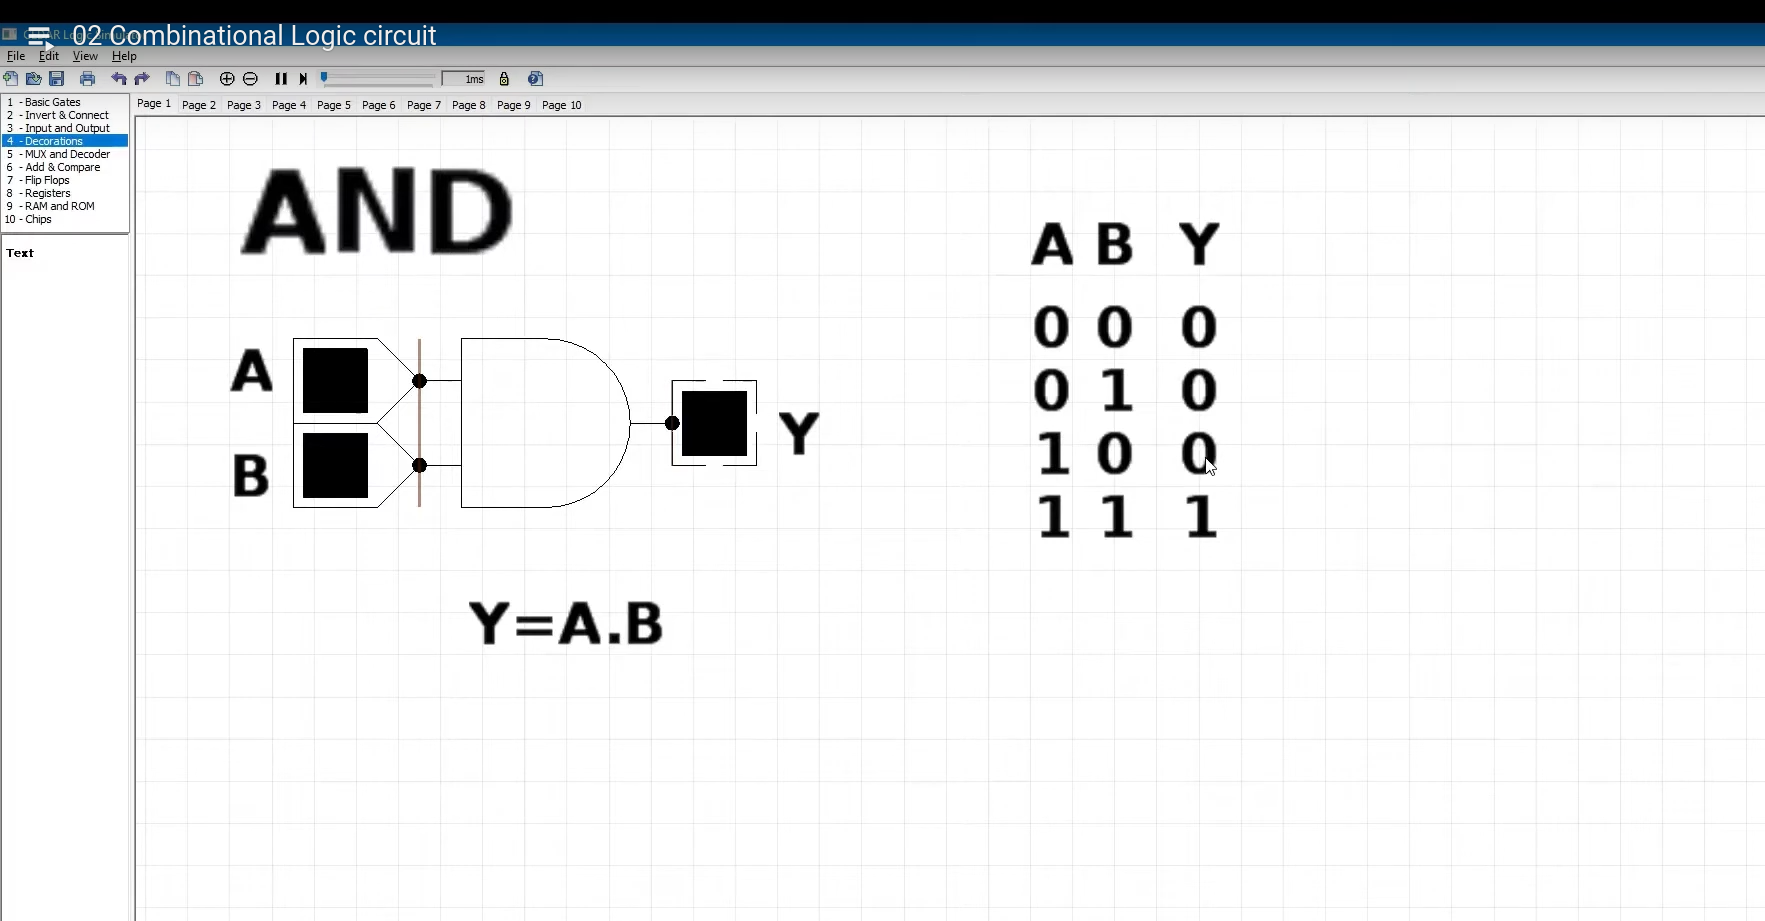 02 Combinational Logic circuit
File Edit View Help
1ms
1 - Basic Gates
2 - Invert & Connect
3 - Input and Output
4 - Decorations
5 - MUX and Decoder
6 - Add & Compare
7 - Flip Flops
8 - Registers
9 - RAM and ROM
10 - Chips
Text
Page 1 Page 2 Page 3 Page 4 Page 5 Page 6 Page 7 Page 8 Page 9 Page 10
AND
A
B
Y
Y=A.B
A B Y
0 0 0
0 1 0
1 0 0
1 1 1